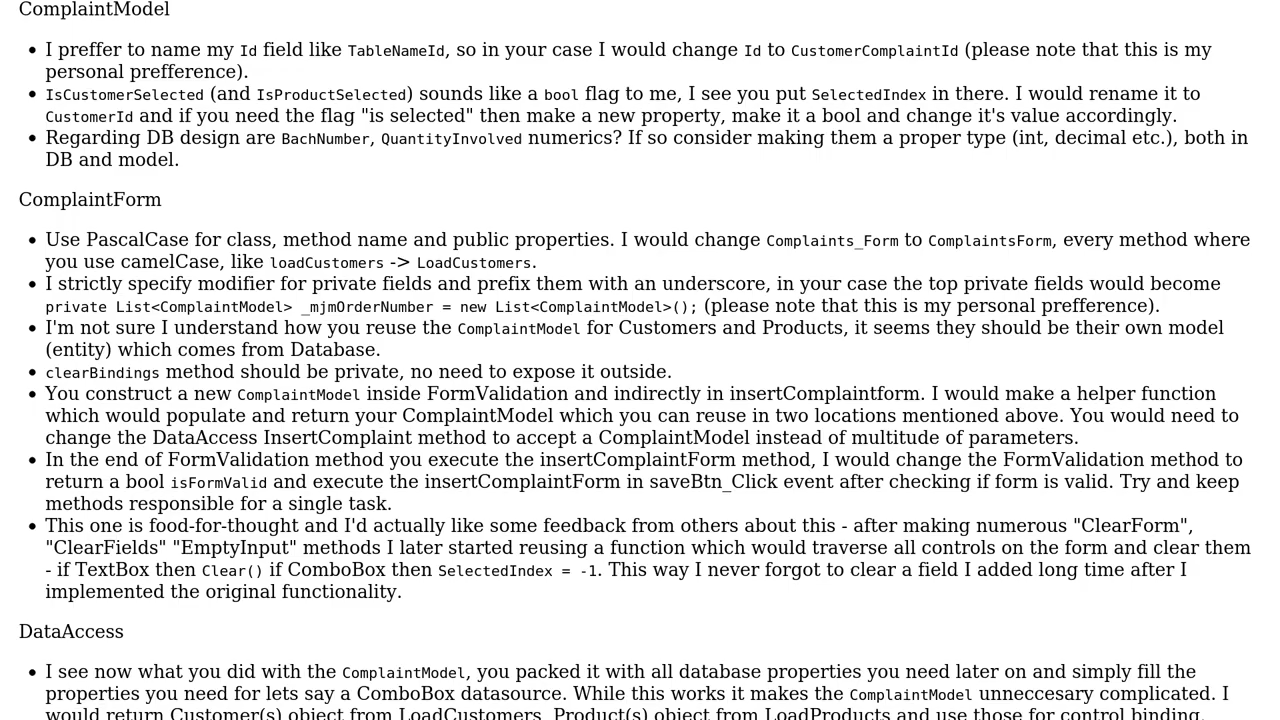 ComplaintModel
I preffer to name my Id field like TableNameId, so in your case I would change Id to CustomerComplaintId (please note that this is my
personal prefference).
IsCustomerSelected (and IsProductSelected) sounds like a bool flag to me, I see you put SelectedIndex in there. I would rename it to
CustomerId and if you need the flag "is selected" then make a new property, make it a bool and change it's value accordingly.
Regarding DB design are BachNumber, QuantityInvolved numerics? If so consider making them a proper type (int, decimal etc.), both in
DB and model.
ComplaintForm
Use PascalCase for class, method name and public properties. I would change Complaints_Form to ComplaintsForm, every method where
you use camelCase, like loadCustomers -> LoadCustomers.
I strictly specify modifier for private fields and prefix them with an underscore, in your case the top private fields would become
private List<ComplaintModel> _mjmOrderNumber = new List<ComplaintModel>(); (please note that this is my personal prefference).
I'm not sure I understand how you reuse the ComplaintModel for Customers and Products, it seems they should be their own model
(entity) which comes from Database.
clearBindings method should be private, no need to expose it outside.
You construct a new ComplaintModel inside FormValidation and indirectly in insertComplaintform. I would make a helper function
which would populate and return your ComplaintModel which you can reuse in two locations mentioned above. You would need to
change the DataAccess InsertComplaint method to accept a ComplaintModel instead of multitude of parameters.
In the end of FormValidation method you execute the insertComplaintForm method, I would change the FormValidation method to
return a bool isFormValid and execute the insertComplaintForm in saveBtn_Click event after checking if form is valid. Try and keep
methods responsible for a single task.
This one is food-for-thought and I'd actually like some feedback from others about this - after making numerous "ClearForm",
"ClearFields" "EmptyInput" methods I later started reusing a function which would traverse all controls on the form and clear them
- if TextBox then Clear() if ComboBox then SelectedIndex = -1. This way I never forgot to clear a field I added long time after I
implemented the original functionality.
DataAccess
I see now what you did with the ComplaintModel, you packed it with all database properties you need later on and simply fill the
properties you need for lets say a ComboBox datasource. While this works it makes the ComplaintModel unneccesary complicated. I
would return Customer(s) object from LoadCustomers, Product(s) object from LoadProducts and use those for control binding.